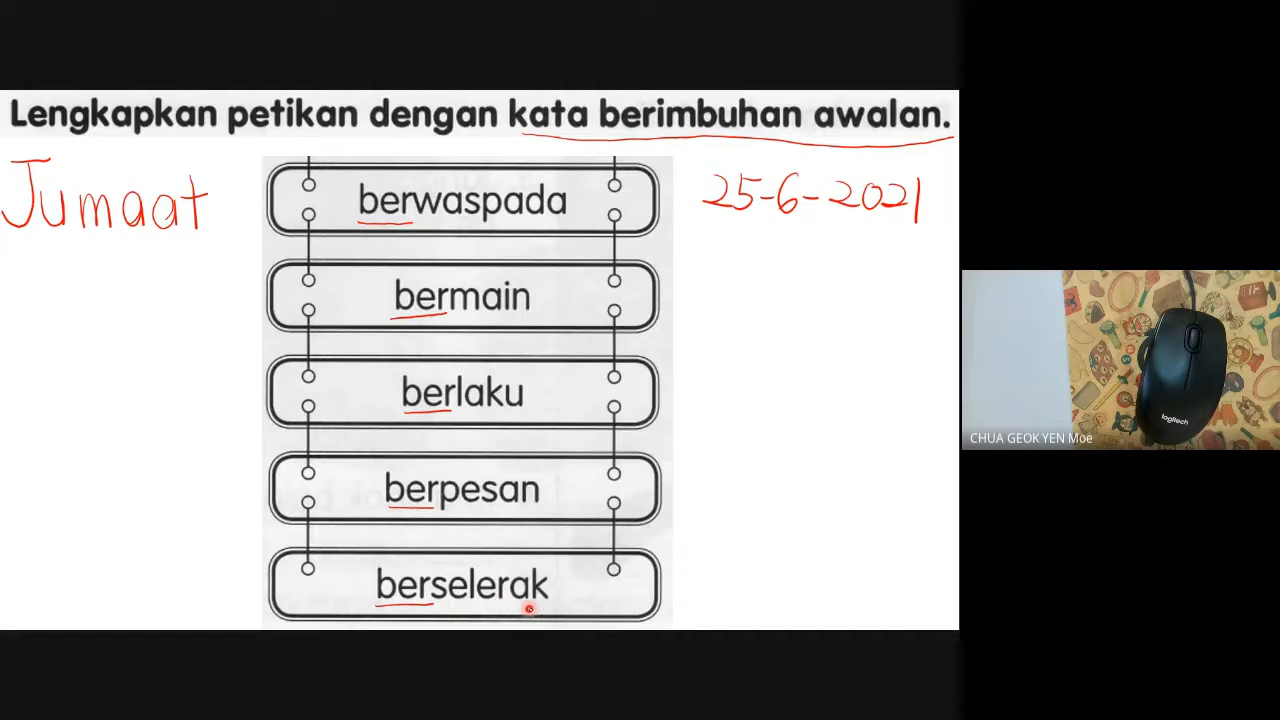 Lengkapkan petikan dengan kata berimbuhan awalan.
Jumaat
25-6-2021
berwaspada
bermain
berlaku
berpesan
berselerak
logitech
CHUA GEOK YEN Moe